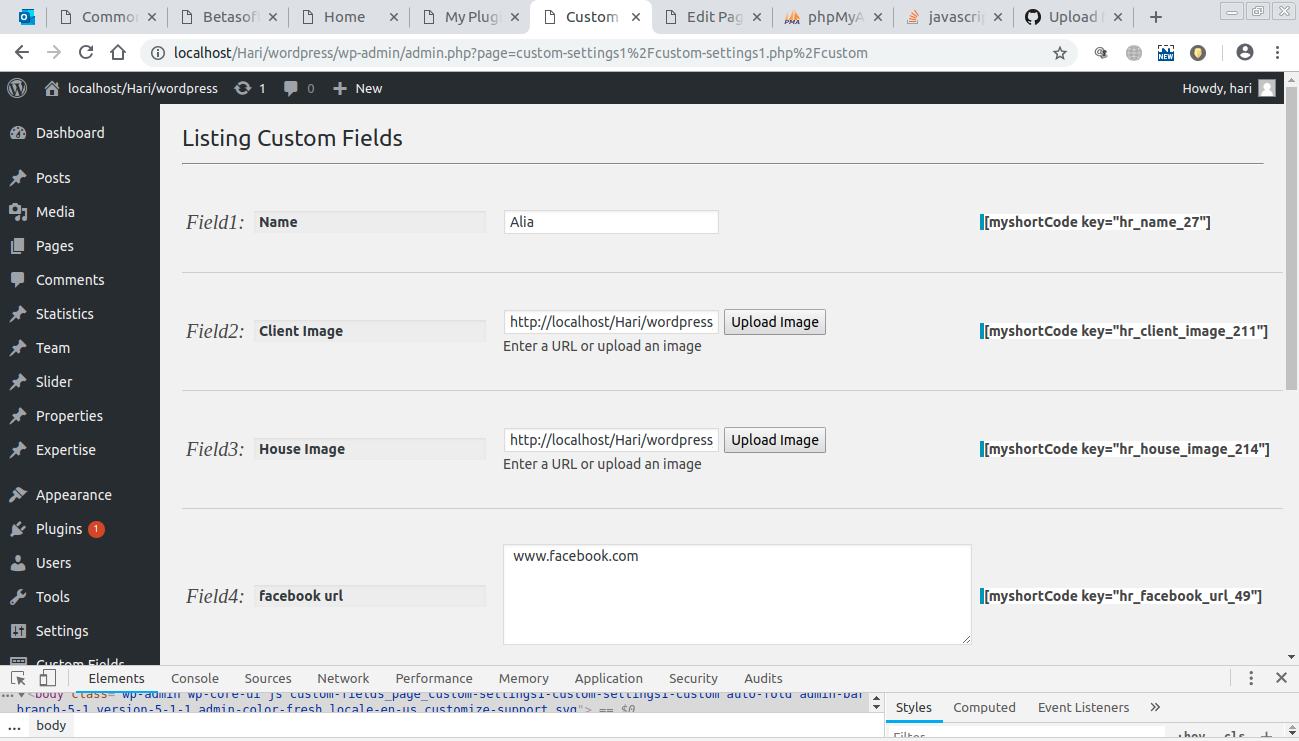 Commo
Betasof
Home
My Plugi
Custom
Edit Pag
phpMyA
javascrip
Upload
localhost/Hari/wordpress/wp-admin/admin.php?page=custom-settings1%2Fcustom-settings1.php%2Fcustom
NEW
localhost/Hari/wordpress 1 0 New Howdy, hari
Dashboard
Posts
Media
Pages
Comments
Statistics
Team
Slider
Properties
Expertise
Appearance
Plugins 1
Users
Tools
Settings
Custom Fields
Listing Custom Fields
Field1: Name Alia [myshortCode key="hr_name_27"]
Field2: Client Image http://localhost/Hari/wordpress Upload Image [myshortCode key="hr_client_image_211"]
Enter a URL or upload an image
Field3: House Image http://localhost/Hari/wordpress Upload Image [myshortCode key="hr_house_image_214"]
Enter a URL or upload an image
www.facebook.com
Field4: facebook url [myshortCode key="hr_facebook_url_49"]
Elements Console Sources Network Performance Memory Application Security Audits
<body class="wp-admin wp-core-ui js custom-fields_page_custom-settings1-custom-settings1-custom auto-fold admin-bar
branch-5-1 version-5-1-1 admin-color-fresh locale-en-us customize-support svg"> == $0
... body
Styles Computed Event Listeners »
Filter :hov .cls +